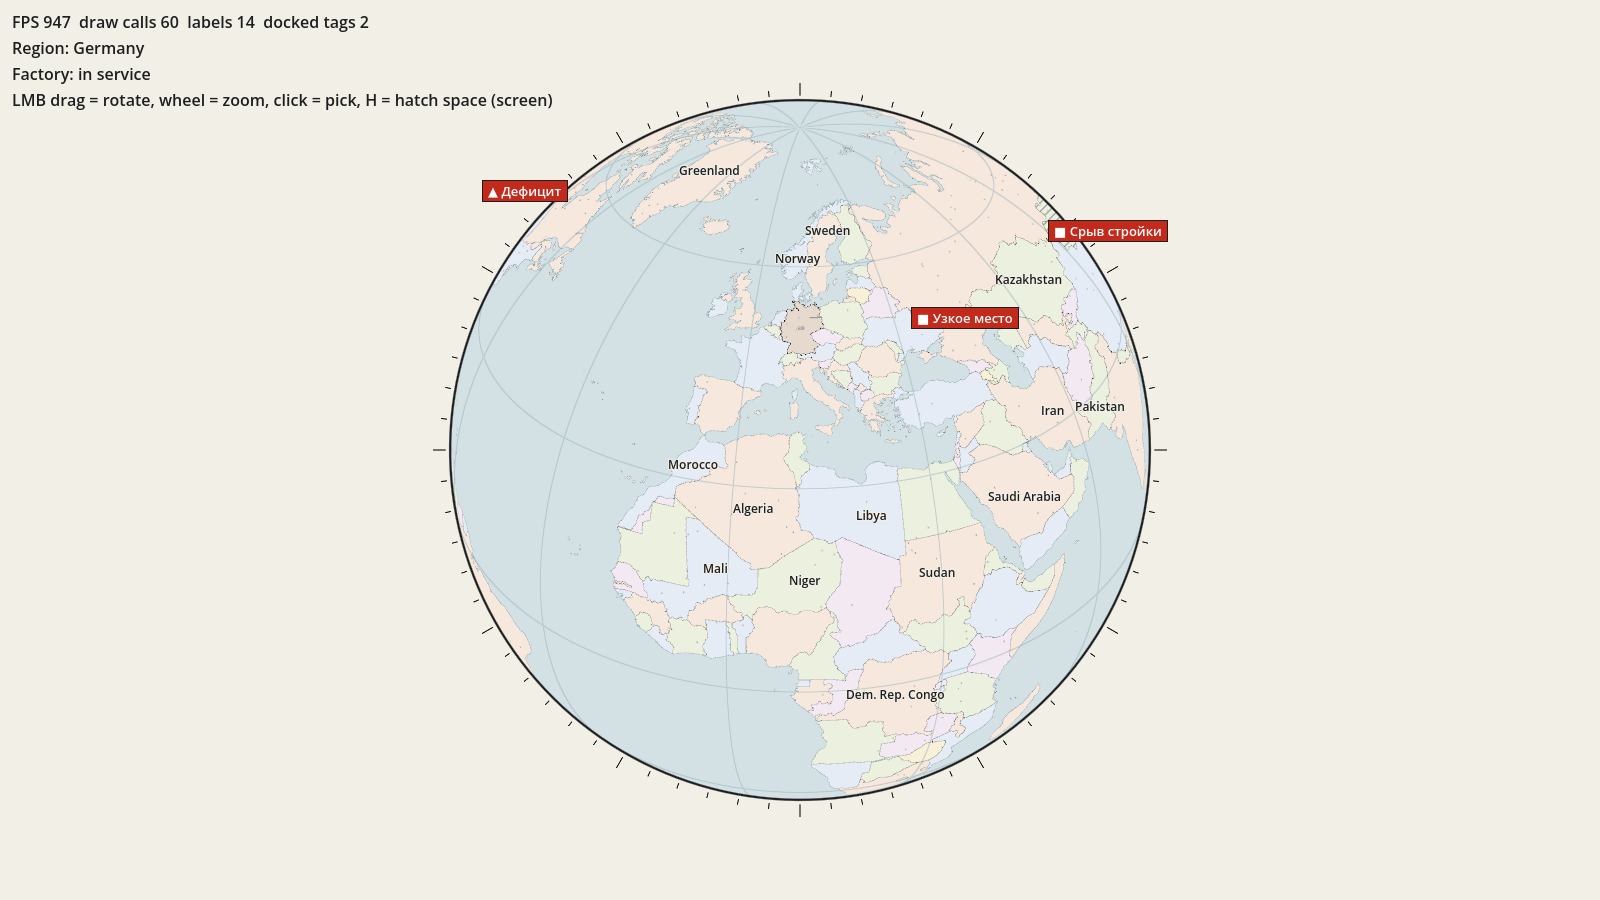 FPS 947 draw calls 60 labels 14 docked tags 2
Region: Germany
Factory: in service
LMB drag = rotate, wheel = zoom, click = pick, H = hatch space (screen)
Greenland
▲ Дефицит
Sweden
■ Срыв стройки
Norway
Kazakhstan
■ Узкое место
Iran
Pakistan
Morocco
Saudi Arabia
Algeria
Libya
Mali
Niger
Sudan
Dem. Rep. Congo